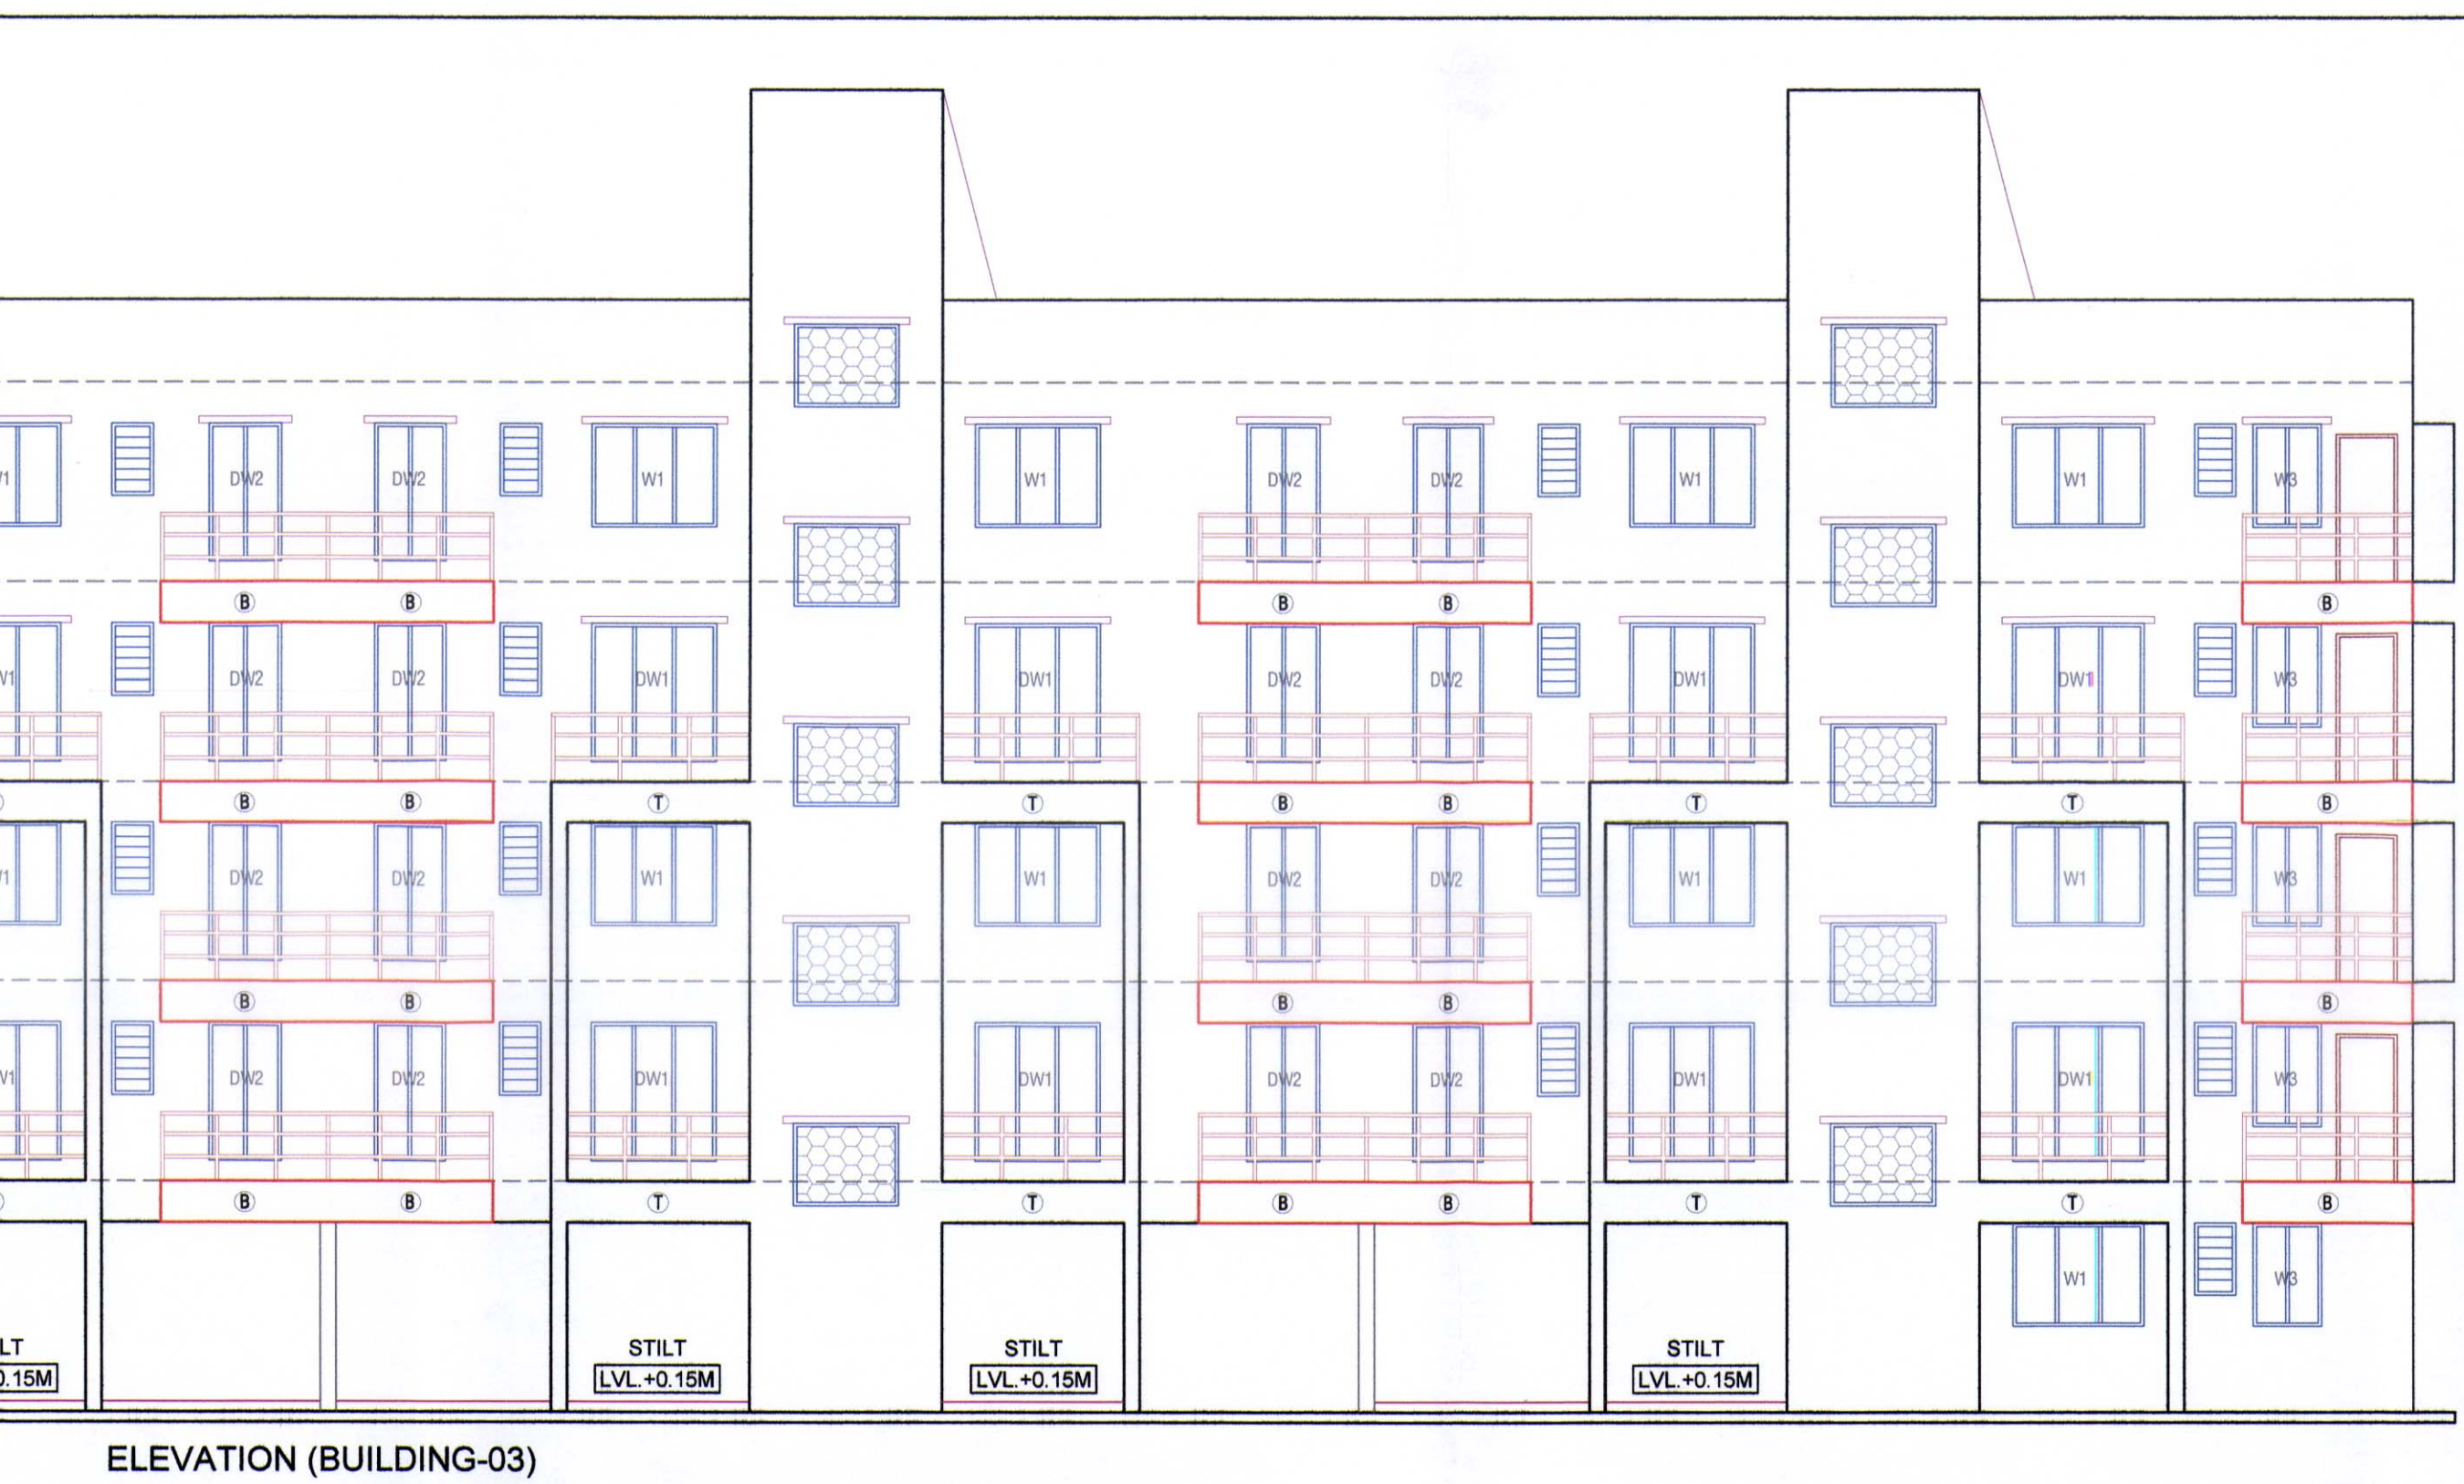 W1 DW2 DW2 W1 W1 DW2 DW2 W1 W1 W3
B B B B B
W1 DW2 DW2 DW1 DW1 DW2 DW2 DW1 DW1 W3
B B T T B B T T B
W1 DW2 DW2 W1 W1 DW2 DW2 W1 W1 W3
B B B B B
W1 DW2 DW2 DW1 DW1 DW2 DW2 DW1 DW1 W3
B B T T B B T T B
W1 W3
LT STILT STILT STILT
0.15M LVL.+0.15M LVL.+0.15M LVL.+0.15M
ELEVATION (BUILDING-03)